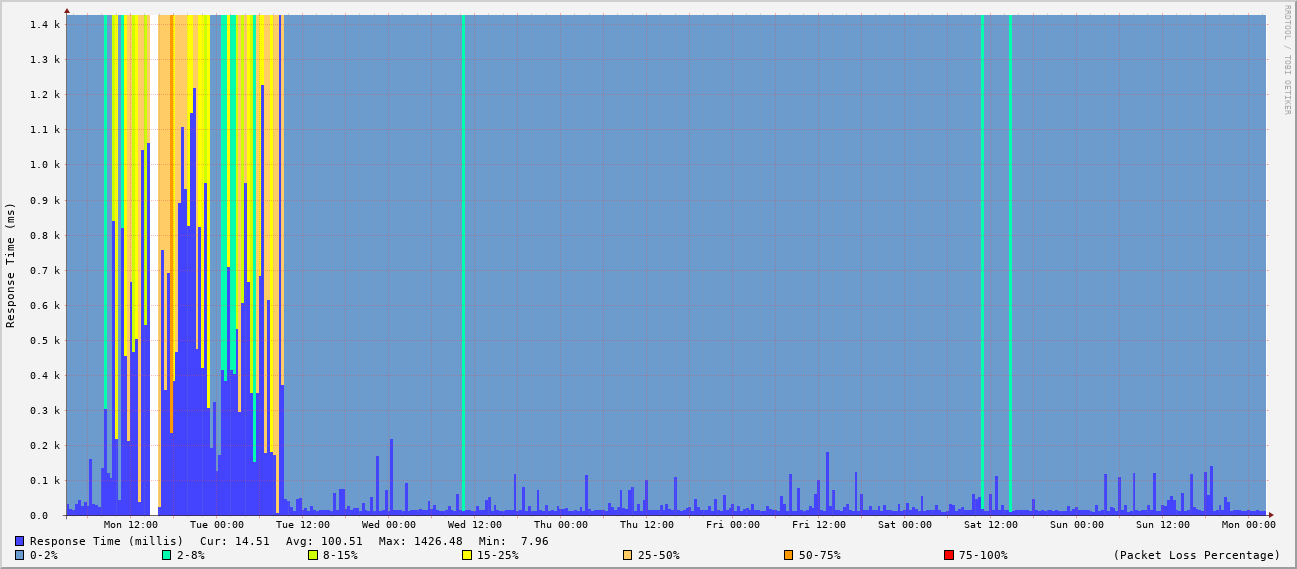 1.4 k
1.3 k
1.2 k
1.1 k
1.0 k
0.9 k
0.8 k
0.7 k
0.6 k
0.5 k
0.4 k
0.3 k
0.2 k
0.1 k
0.0
Response Time (ms)
RRDTOOL / TOBI OETIKER
Mon 12:00 Tue 00:00 Tue 12:00 Wed 00:00 Wed 12:00 Thu 00:00 Thu 12:00 Fri 00:00 Fri 12:00 Sat 00:00 Sat 12:00 Sun 00:00 Sun 12:00 Mon 00:00
Response Time (millis) Cur: 14.51 Avg: 100.51 Max: 1426.48 Min: 7.96
0-2% 2-8% 8-15% 15-25% 25-50% 50-75% 75-100% (Packet Loss Percentage)